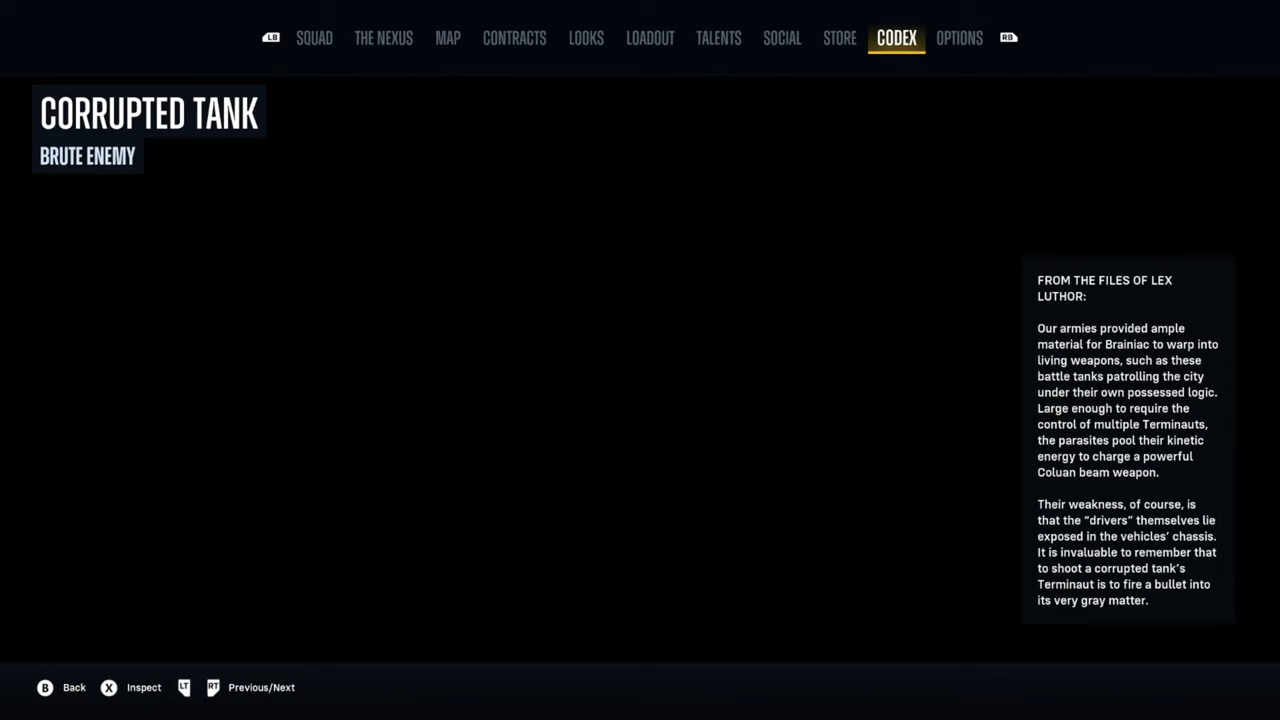 LB SQUAD THE NEXUS MAP CONTRACTS LOOKS LOADOUT TALENTS SOCIAL STORE CODEX OPTIONS RB
CORRUPTED TANK
BRUTE ENEMY
FROM THE FILES OF LEX
LUTHOR:
Our armies provided ample
material for Brainiac to warp into
living weapons, such as these
battle tanks patrolling the city
under their own possessed logic.
Large enough to require the
control of multiple Terminauts,
the parasites pool their kinetic
energy to charge a powerful
Coluan beam weapon.
Their weakness, of course, is
that the “drivers” themselves lie
exposed in the vehicles’ chassis.
It is invaluable to remember that
to shoot a corrupted tank’s
Terminaut is to fire a bullet into
its very gray matter.
B Back X Inspect LT RT Previous/Next